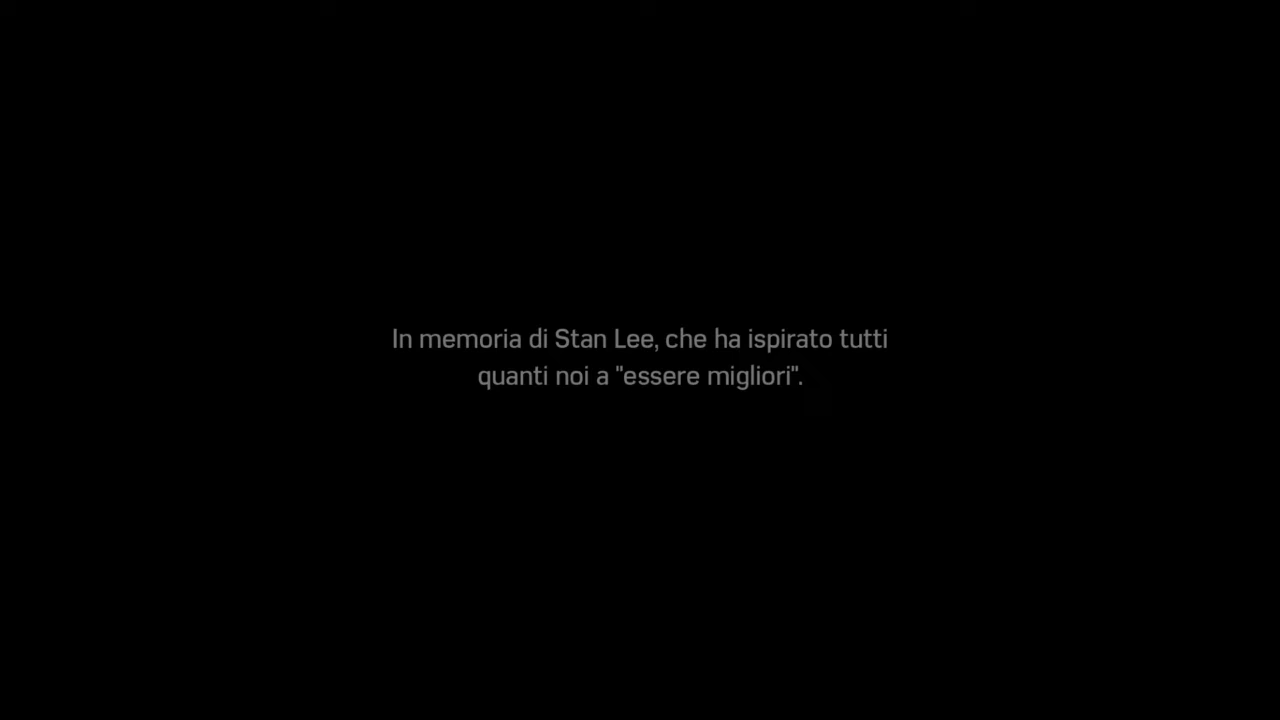 In memoria di Stan Lee, che ha ispirato tutti
quanti noi a "essere migliori".